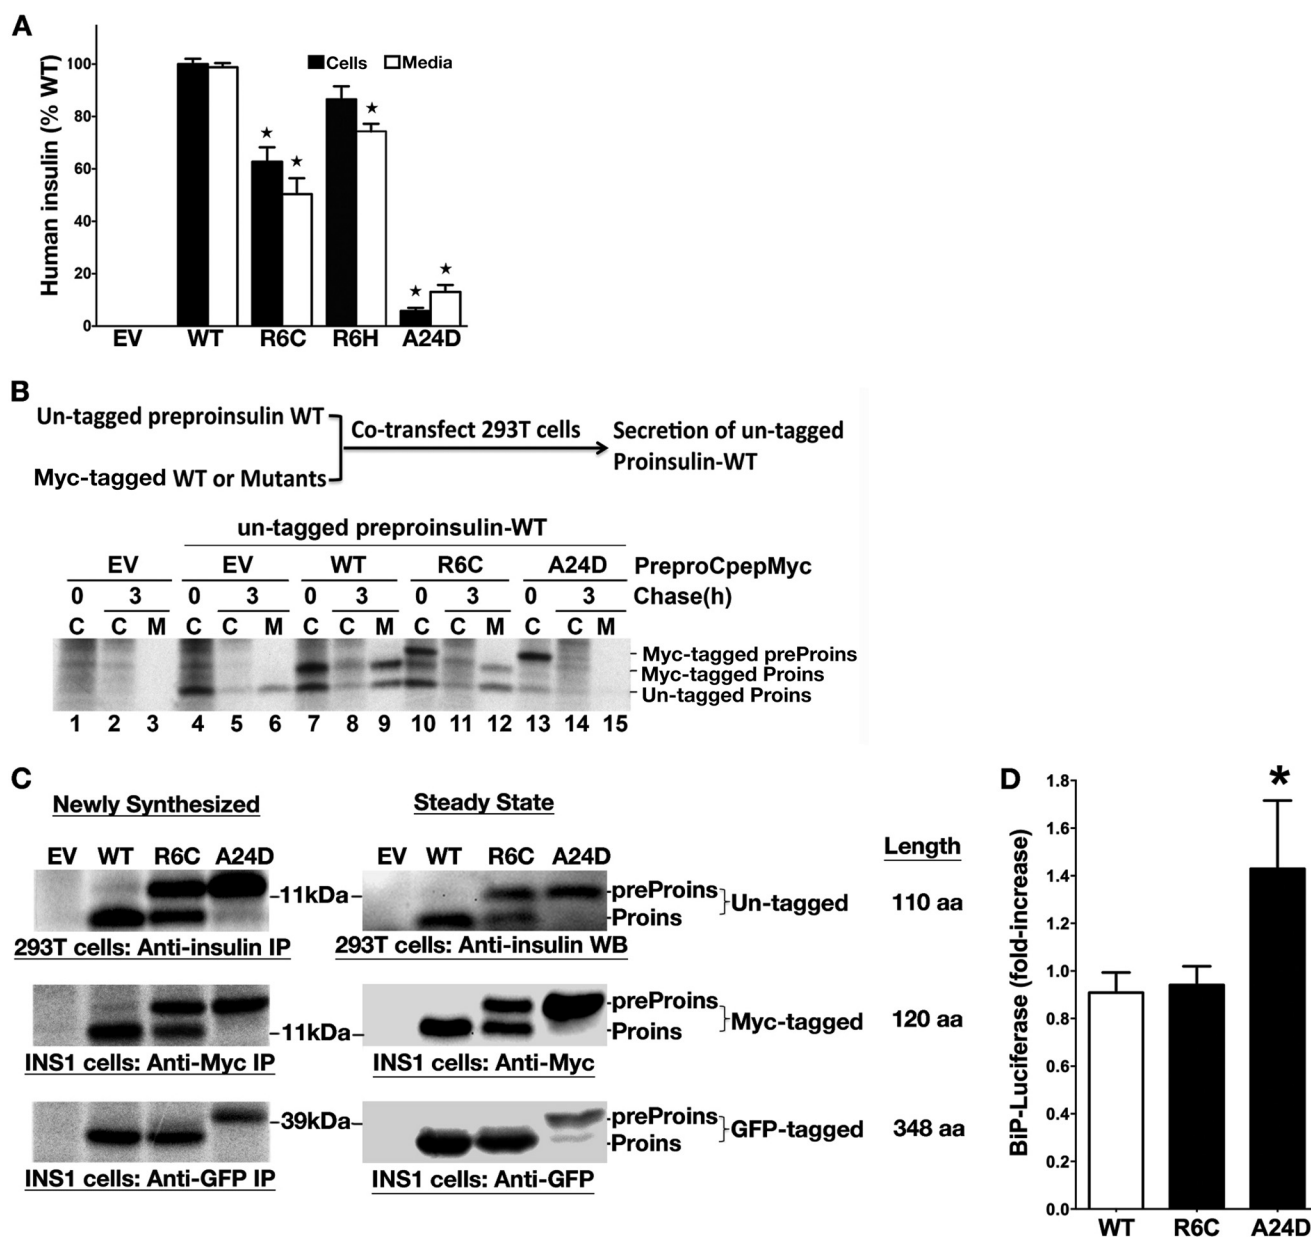 A
Human insulin (% WT)
100
80
60
40
20
0
Cells Media
★ ★ ★ ★ ★
EV WT R6C R6H A24D
B
Un-tagged preproinsulin WT
Myc-tagged WT or Mutants
Co-transfect 293T cells
Secretion of un-tagged
Proinsulin-WT
un-tagged preproinsulin-WT
EV EV WT R6C A24D PreproCpepMyc
0 3 0 3 0 3 0 3 0 3 Chase(h)
C C M C C M C C M C C M C C M
Myc-tagged preProins
Myc-tagged Proins
Un-tagged Proins
1 2 3 4 5 6 7 8 9 10 11 12 13 14 15
C
Newly Synthesized Steady State
Length
EV WT R6C A24D EV WT R6C A24D
-11kDa- preProins
Proins
Un-tagged 110 aa
293T cells: Anti-insulin IP 293T cells: Anti-insulin WB
-11kDa- preProins
Proins
Myc-tagged 120 aa
INS1 cells: Anti-Myc IP INS1 cells: Anti-Myc
-39kDa- preProins
Proins
GFP-tagged 348 aa
INS1 cells: Anti-GFP IP INS1 cells: Anti-GFP
D
BiP-Luciferase (fold-increase)
1.8
1.6
1.4
1.2
1.0
0.8
0.6
0.4
0.2
0.0
*
WT R6C A24D